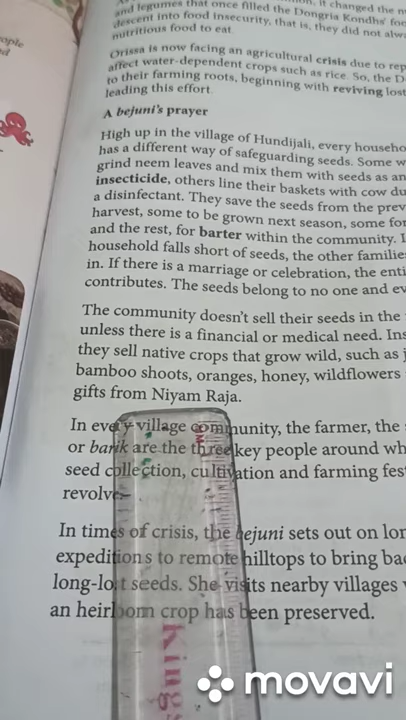 and legumes that once filled the Dongria Kondhs' foo
descent into food insecurity, that is, they did not alwa
nutritious food to eat.
Orissa is now facing an agricultural crisis due to rep
affect water-dependent crops such as rice. So, the D
to their farming roots, beginning with reviving lost
leading this effort.
A bejuni's prayer
High up in the village of Hundijali, every househo
has a different way of safeguarding seeds. Some w
grind neem leaves and mix them with seeds as an
insecticide, others line their baskets with cow du
a disinfectant. They save the seeds from the prev
harvest, some to be grown next season, some for
and the rest, for barter within the community. I
household falls short of seeds, the other familie
in. If there is a marriage or celebration, the enti
contributes. The seeds belong to no one and ev
The community doesn't sell their seeds in the
unless there is a financial or medical need. Ins
they sell native crops that grow wild, such as j
bamboo shoots, oranges, honey, wildflowers
gifts from Niyam Raja.
In every village community, the farmer, the
or barik are the three key people around wh
seed collection, cultivation and farming fes
revolve.
In times of crisis, the bejuni sets out on lon
expeditions to remote hilltops to bring ba
long-lost seeds. She visits nearby villages
an heirloom crop has been preserved.
CM
Kings
movavi